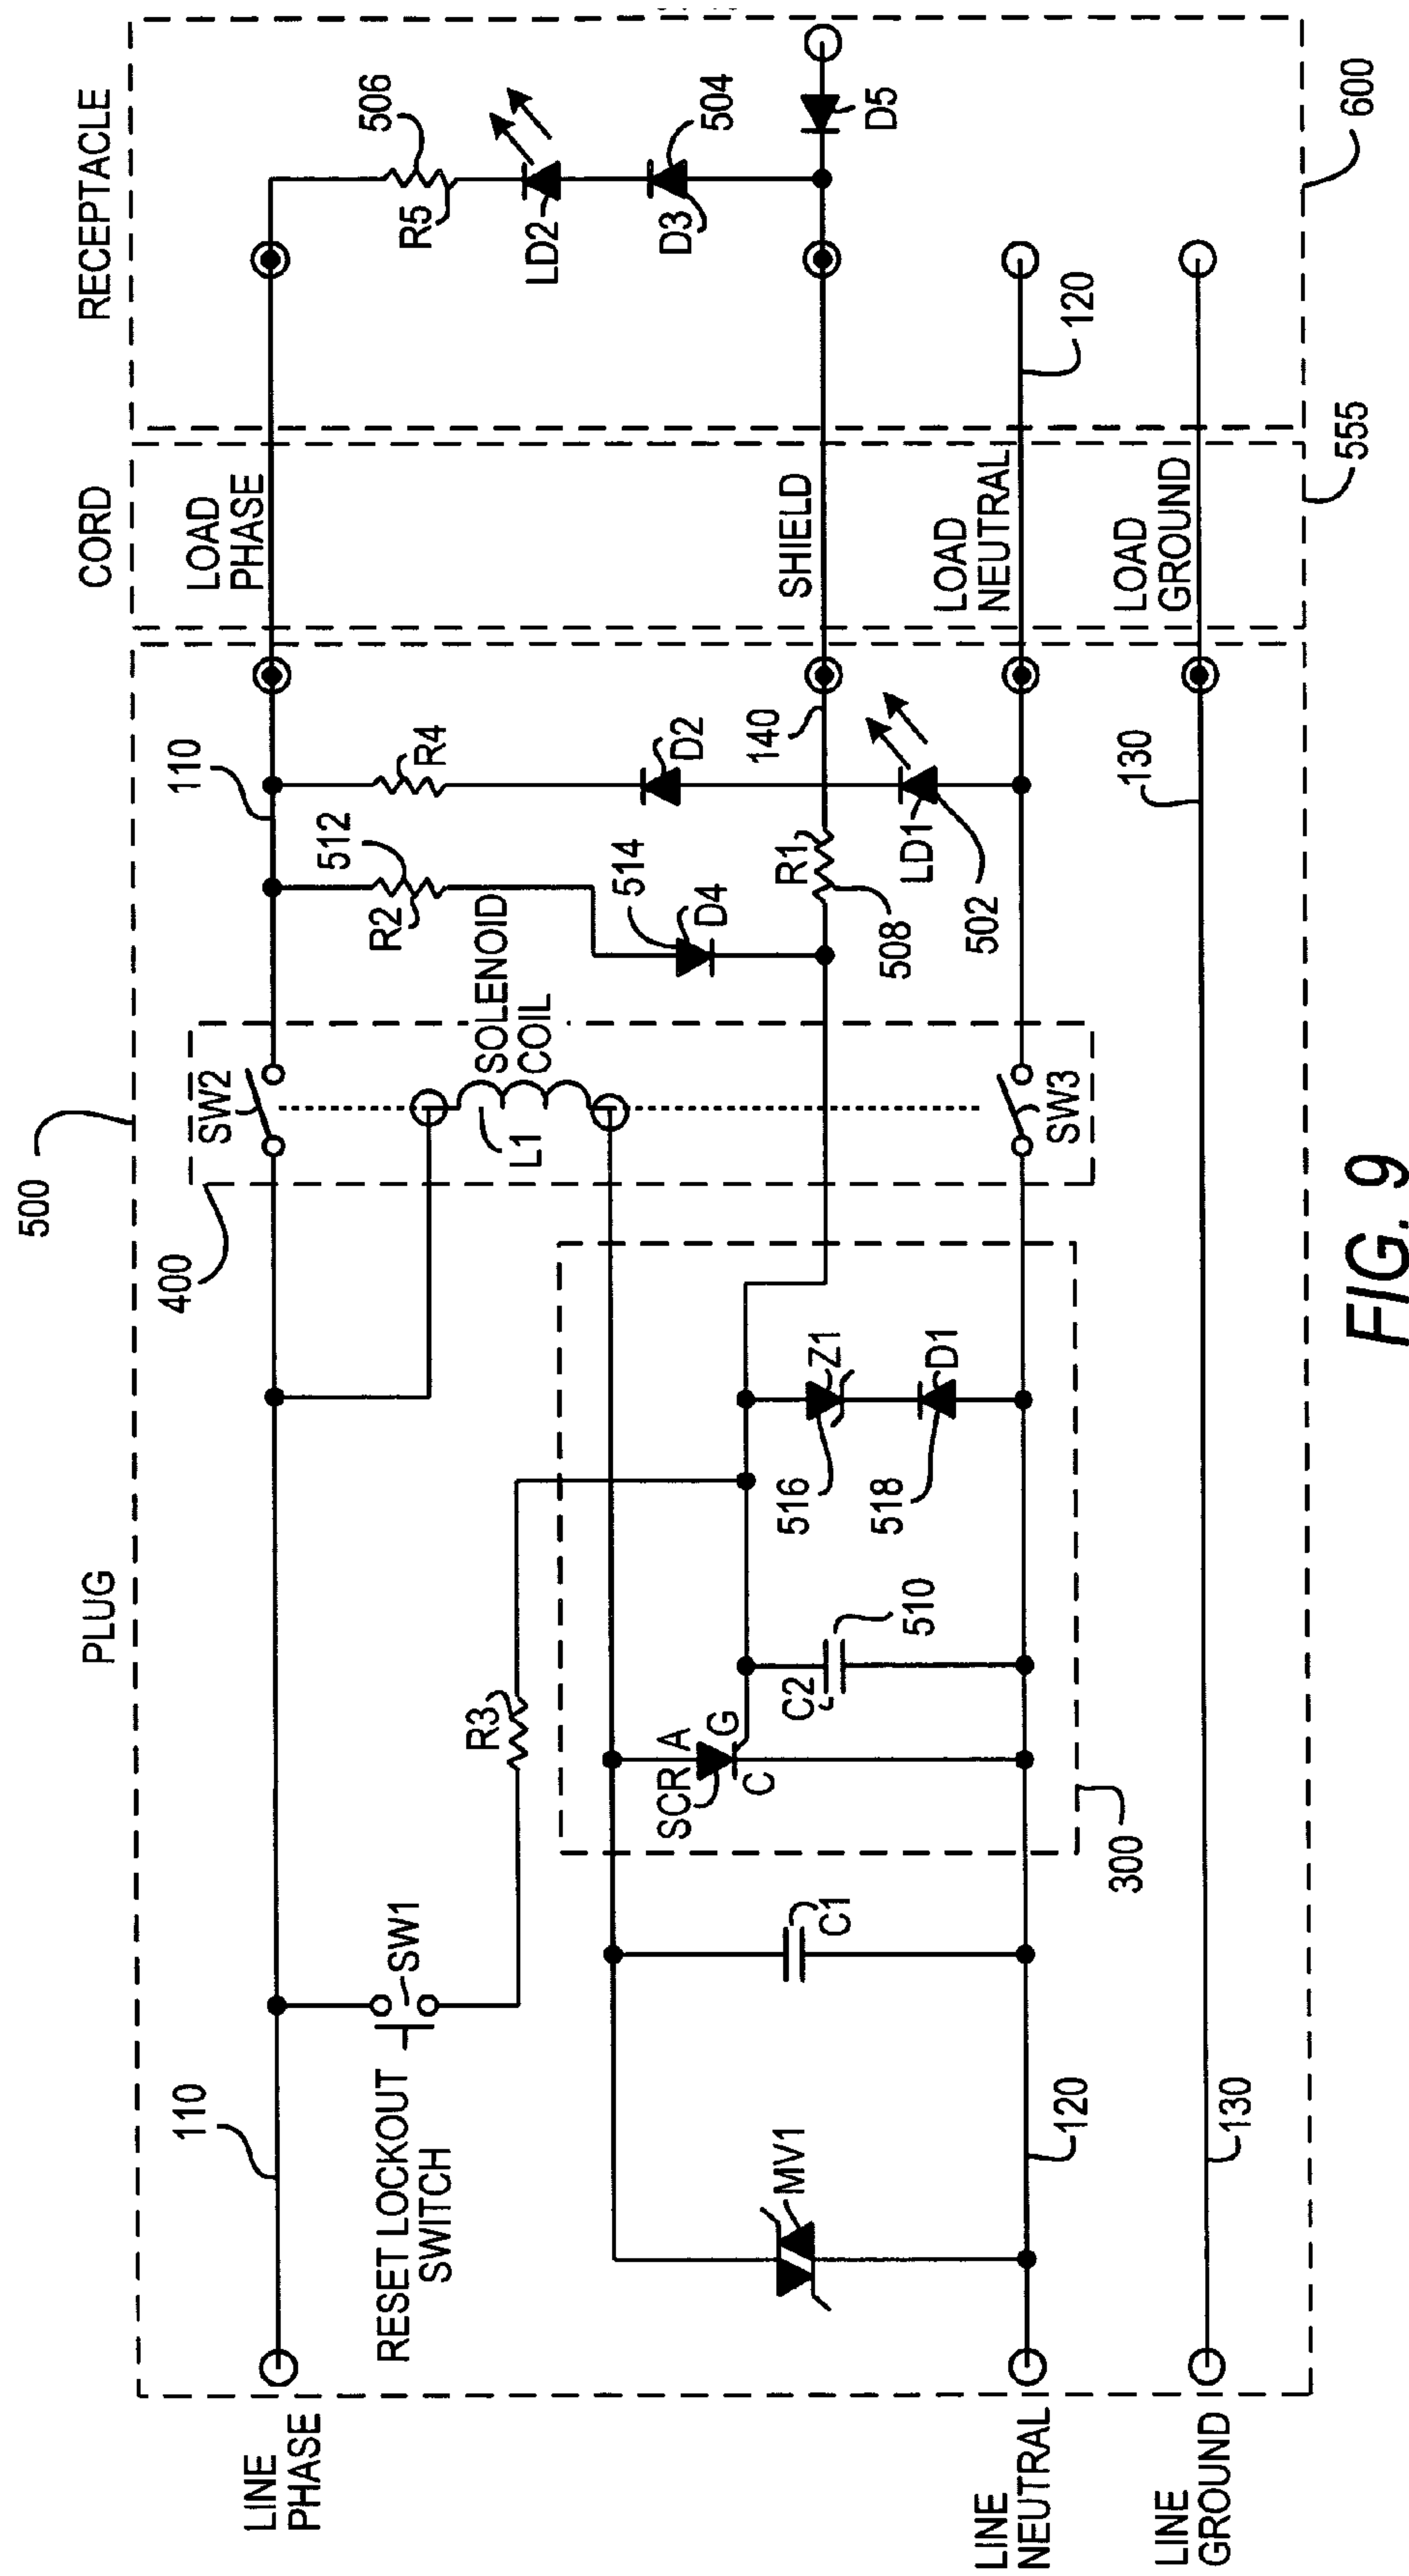 PLUG
CORD
RECEPTACLE
500
400
110
110
SW2
LOAD
PHASE
506
R5
LD2
504
D3
D5
512
R2
R4
514
D4
D2
140
SHIELD
SOLENOID
COIL
L1
R1
508
LD1
502
LINE
PHASE
RESET LOCKOUT
SWITCH
SW1
R3
SCR
A
G
C
C2
510
516
Z1
518
D1
MV1
C1
SW3
LOAD
NEUTRAL
120
120
300
LINE
NEUTRAL
LOAD
GROUND
130
130
LINE
GROUND
555
600
FIG. 9